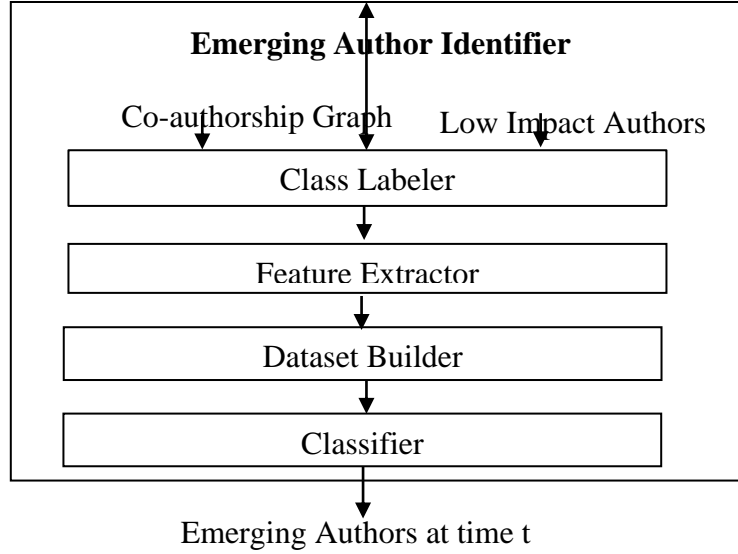 Emerging Author Identifier
Co-authorship Graph
Low Impact Authors
Class Labeler
Feature Extractor
Dataset Builder
Classifier
Emerging Authors at time t